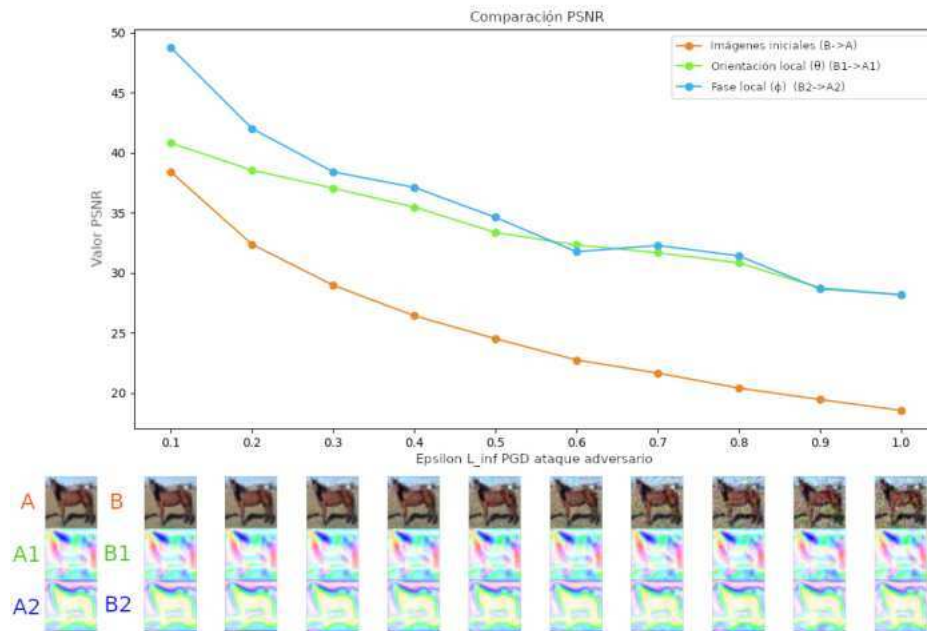 Comparación PSNR
50
45
40
35
30
25
20
Valor PSNR
Imágenes iniciales (B->A)
Orientación local (θ) (B1->A1)
Fase local (ϕ) (B2->A2)
0.1 0.2 0.3 0.4 0.5 0.6 0.7 0.8 0.9 1.0
Epsilon L_inf PGD ataque adversario
A B
A1 B1
A2 B2